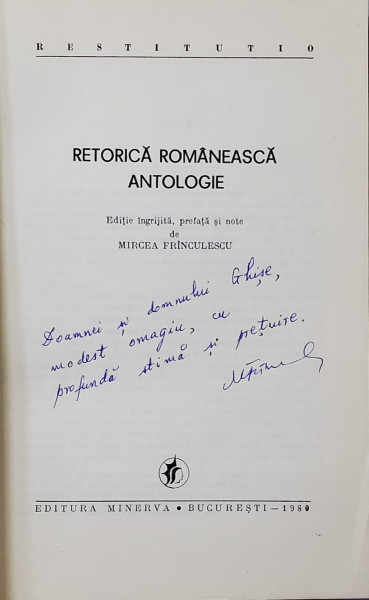 RESTITUTIO
RETORICĂ ROMÂNEASCĂ
ANTOLOGIE
Ediție îngrijită, prefață și note
de
MIRCEA FRÎNCULESCU
Doamnei și domnului Ghișe,
modest omagiu, cu
profundă stimă și prețuire.
EDITURA MINERVA • BUCUREȘTI — 1980